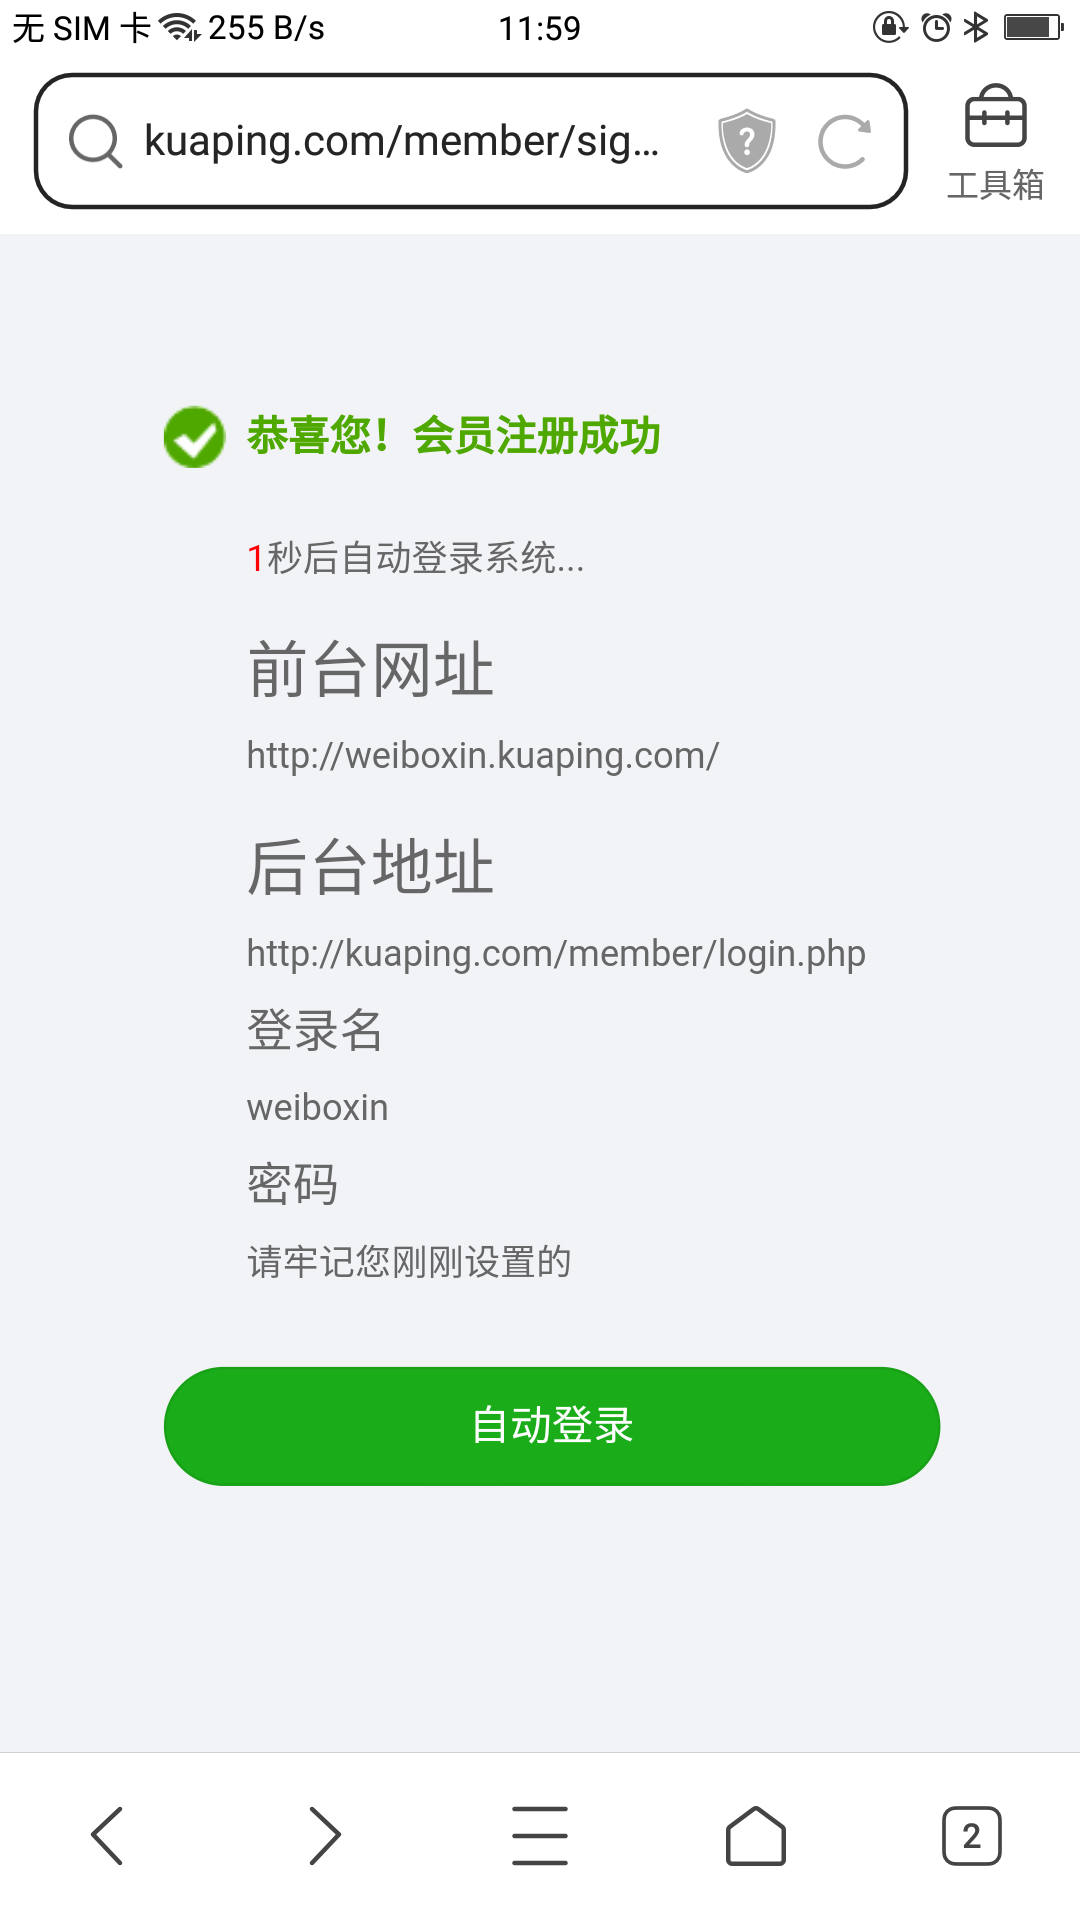 无 SIM 卡 255 B/s 11:59
kuaping.com/member/sig...
工具箱
恭喜您！会员注册成功
1秒后自动登录系统...
前台网址
http://weiboxin.kuaping.com/
后台地址
http://kuaping.com/member/login.php
登录名
weiboxin
密码
请牢记您刚刚设置的
自动登录
2